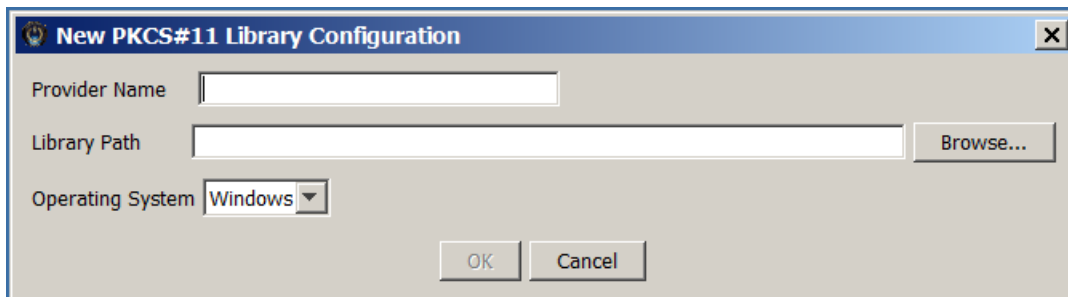 New PKCS#11 Library Configuration
Provider Name
Library Path Browse...
Operating System Windows
OK Cancel